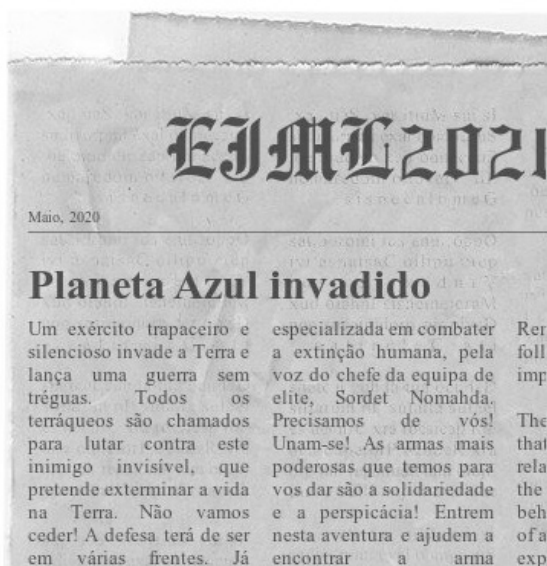 EJML2020
Maio, 2020
Planeta Azul invadido
Um exército trapaceiro e
silencioso invade a Terra e
lança uma guerra sem
tréguas. Todos os
terráqueos são chamados
para lutar contra este
inimigo invisível, que
pretende exterminar a vida
na Terra. Não vamos
ceder! A defesa terá de ser
em várias frentes. Já
especializada em combater
a extinção humana, pela
voz do chefe da equipa de
elite, Sordet Nomahda.
Precisamos de vós!
Unam-se! As armas mais
poderosas que temos para
vos dar são a solidariedade
e a perspicácia! Entrem
nesta aventura e ajudem a
encontrar a arma
The
that
the